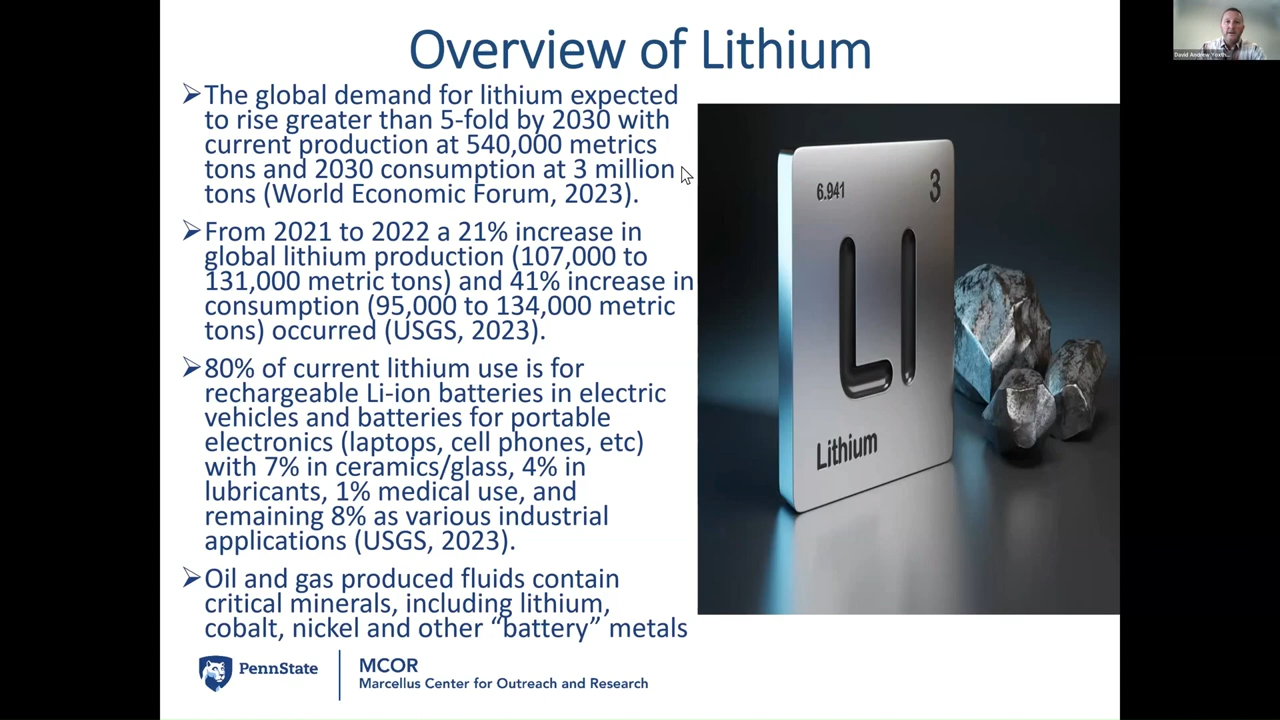 Overview of Lithium
➢The global demand for lithium expected
to rise greater than 5-fold by 2030 with
current production at 540,000 metrics
tons and 2030 consumption at 3 million
tons (World Economic Forum, 2023).
➢From 2021 to 2022 a 21% increase in
global lithium production (107,000 to
131,000 metric tons) and 41% increase in
consumption (95,000 to 134,000 metric
tons) occurred (USGS, 2023).
➢80% of current lithium use is for
rechargeable Li-ion batteries in electric
vehicles and batteries for portable
electronics (laptops, cell phones, etc)
with 7% in ceramics/glass, 4% in
lubricants, 1% medical use, and
remaining 8% as various industrial
applications (USGS, 2023).
➢Oil and gas produced fluids contain
critical minerals, including lithium,
cobalt, nickel and other “battery” metals
6.941
3
LI
Lithium
PennState
MCOR
Marcellus Center for Outreach and Research
David Andrew